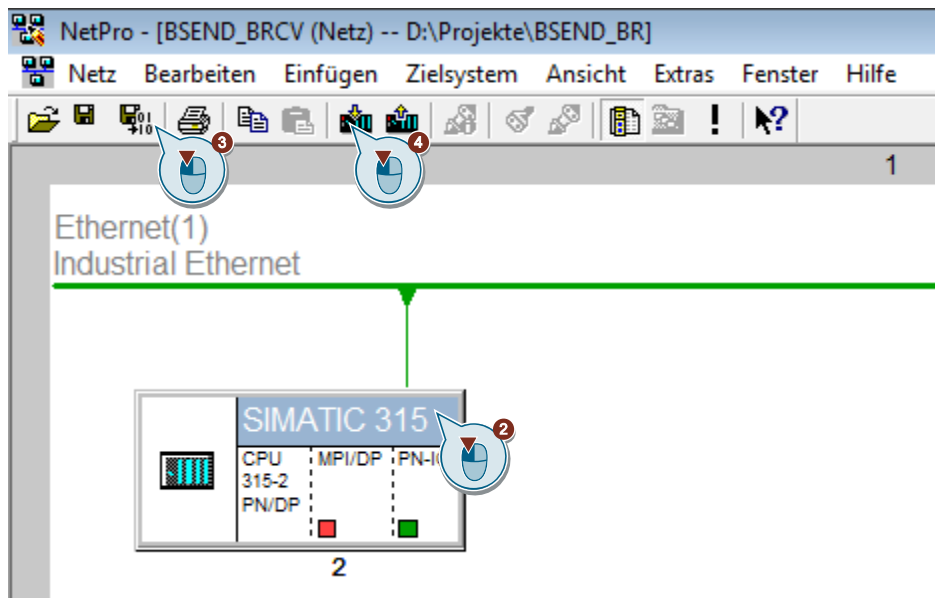 NetPro - [BSEND_BRCV (Netz) -- D:\Projekte\BSEND_BR]
Netz Bearbeiten Einfügen Zielsystem Ansicht Extras Fenster Hilfe
3 4
1
Ethernet(1)
Industrial Ethernet
SIMATIC 315
2
CPU MPI/DP
315-2
PN/DP
2